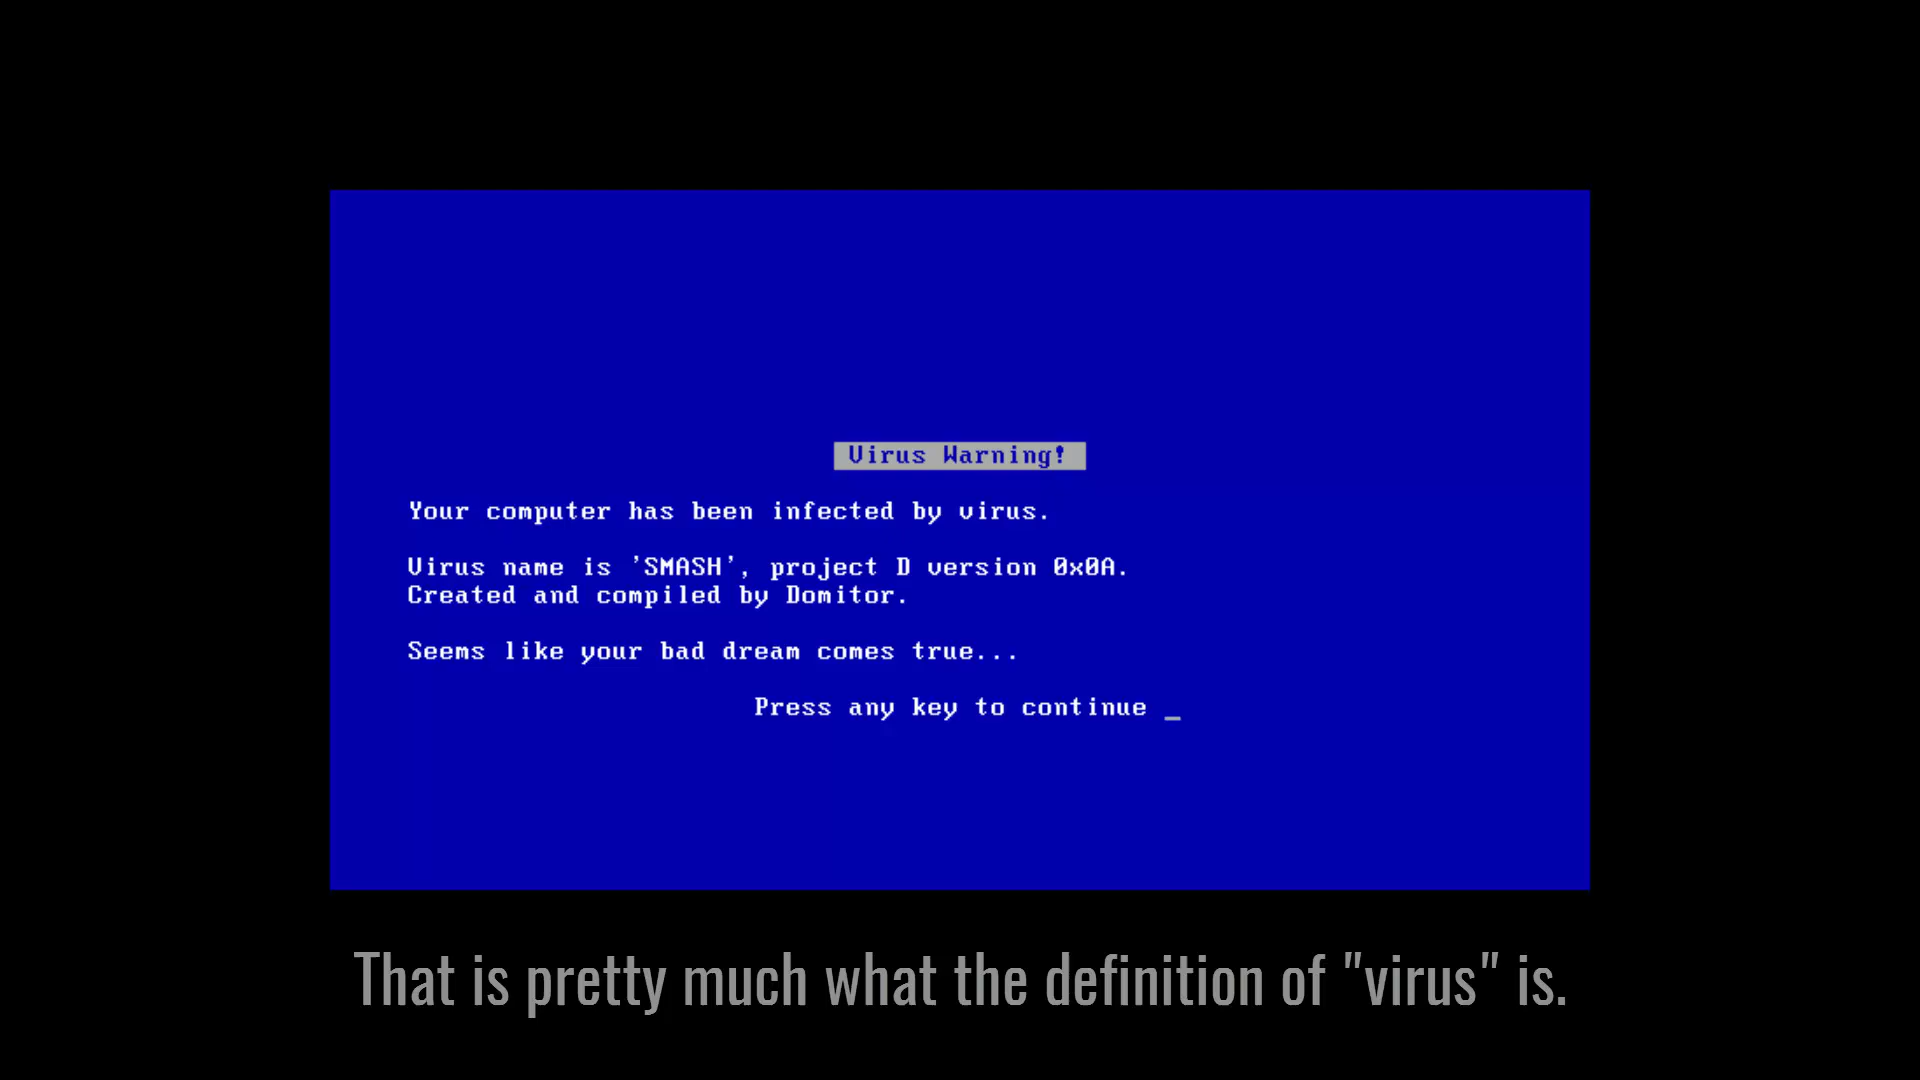 Virus Warning!
Your computer has been infected by virus.
Virus name is 'SMASH', project D version 0x0A.
Created and compiled by Domitor.
Seems like your bad dream comes true...
Press any key to continue _
That is pretty much what the definition of "virus" is.